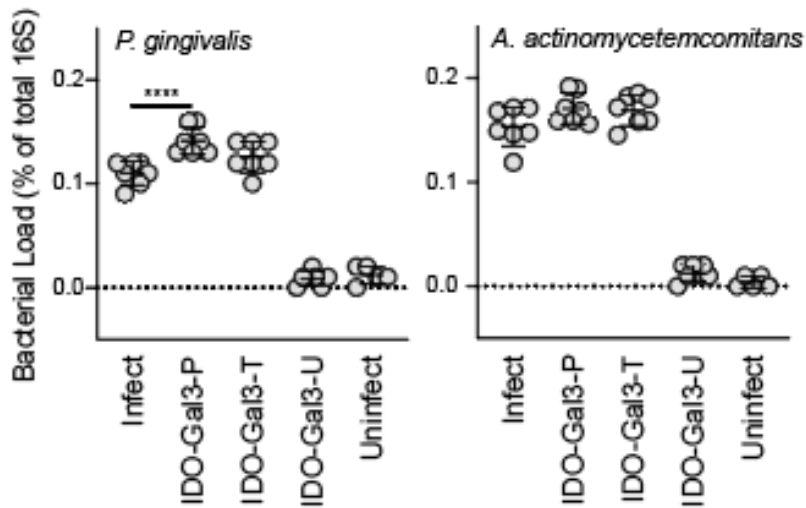 Bacterial Load (% of total 16S)
P. gingivalis
****
0.2
0.1
0.0
Infect
IDO-Gal3-P
IDO-Gal3-T
IDO-Gal3-U
Uninfect
A. actinomycetemcomitans
0.2
0.1
0.0
Infect
IDO-Gal3-P
IDO-Gal3-T
IDO-Gal3-U
Uninfect